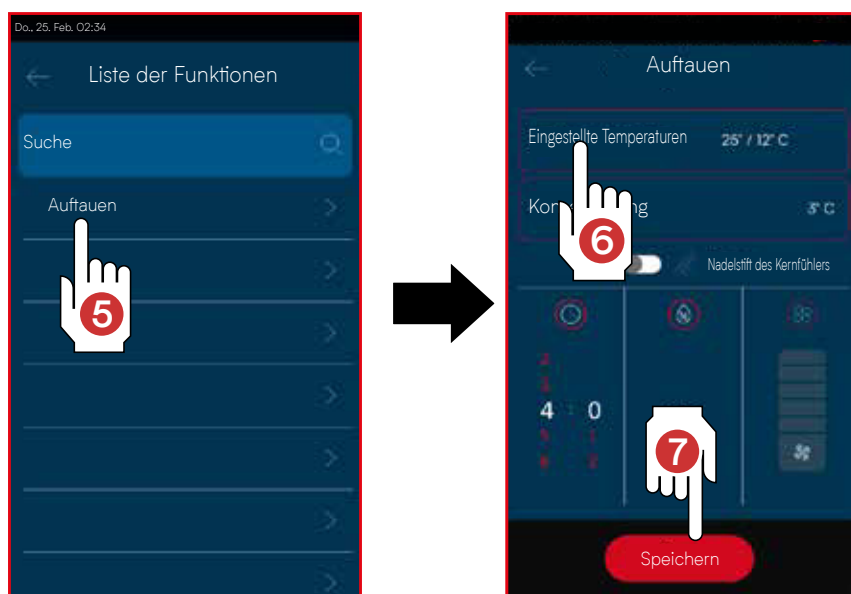 Do., 25. Feb. 02:34
Liste der Funktionen
Suche
Auftauen
5
Auftauen
Eingestellte Temperaturen 25° / 12° C
3° C
6
Nadelstift des Kernfühlers
4 : 0
7
Speichern